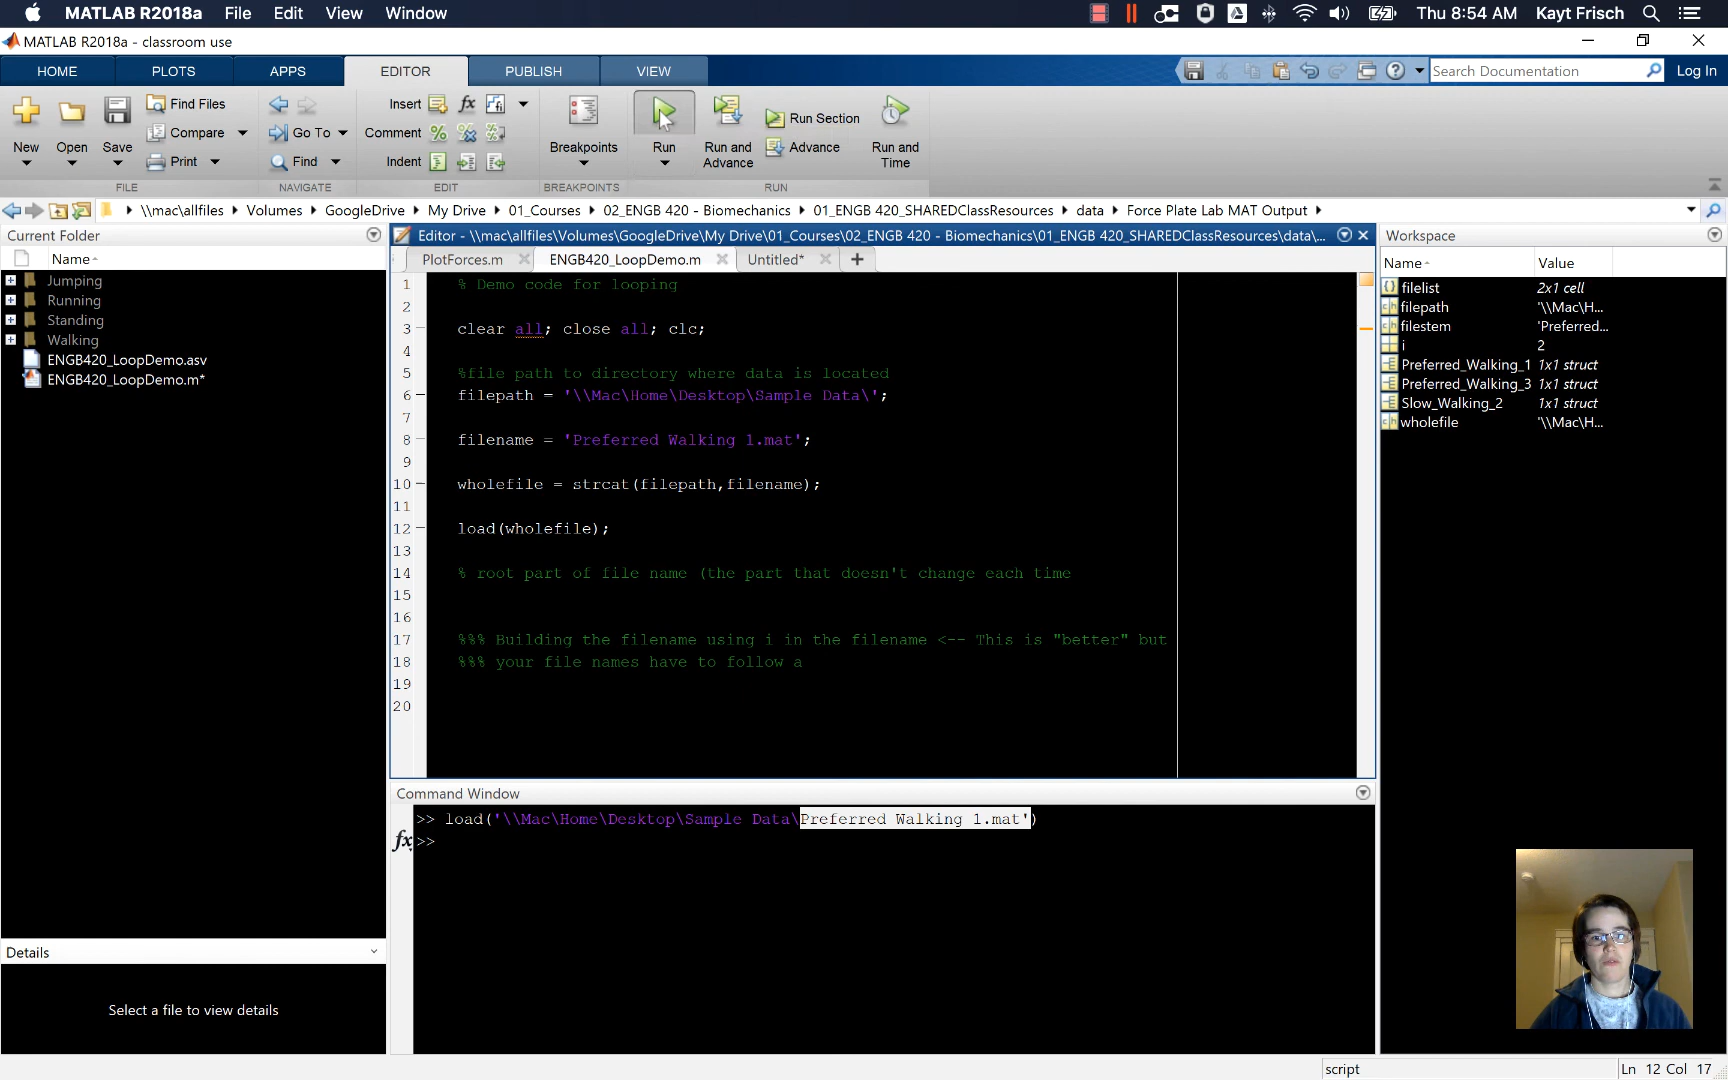 MATLAB R2018a File Edit View Window Thu 8:54 AM Kayt Frisch
MATLAB R2018a - classroom use
HOME PLOTS APPS EDITOR PUBLISH VIEW Search Documentation Log In
New Open Save Find Files Compare Print
Go To Find
Insert fx Comment Indent
Breakpoints Run Run and Advance Run Section Advance Run and Time
FILE NAVIGATE EDIT BREAKPOINTS RUN
\\mac\allfiles Volumes GoogleDrive My Drive 01_Courses 02_ENGB 420 - Biomechanics 01_ENGB 420_SHAREDClassResources data Force Plate Lab MAT Output
Current Folder
Name
Jumping
Running
Standing
Walking
ENGB420_LoopDemo.asv
ENGB420_LoopDemo.m*
Details
Select a file to view details
Editor - \\mac\allfiles\Volumes\GoogleDrive\My Drive\01_Courses\02_ENGB 420 - Biomechanics\01_ENGB 420_SHAREDClassResources\data\...
PlotForces.m ENGB420_LoopDemo.m Untitled*
1 % Demo code for looping
2
3 clear all; close all; clc;
4
5 %file path to directory where data is located
6 filepath = '\\Mac\Home\Desktop\Sample Data\';
7
8 filename = 'Preferred Walking 1.mat';
9
10 wholefile = strcat(filepath,filename);
11
12 load(wholefile);
13
14 % root part of file name (the part that doesn't change each time
15
16
17 %%% Building the filename using i in the filename <-- This is "better" but
18 %%% your file names have to follow a
19
20
Command Window
>> load('\\Mac\Home\Desktop\Sample Data\Preferred Walking 1.mat')
fx >>
Workspace
Name Value
filelist 2x1 cell
filepath '\\Mac\H...
filestem 'Preferred...
i 2
Preferred_Walking_1 1x1 struct
Preferred_Walking_3 1x1 struct
Slow_Walking_2 1x1 struct
wholefile '\\Mac\H...
script Ln 12 Col 17